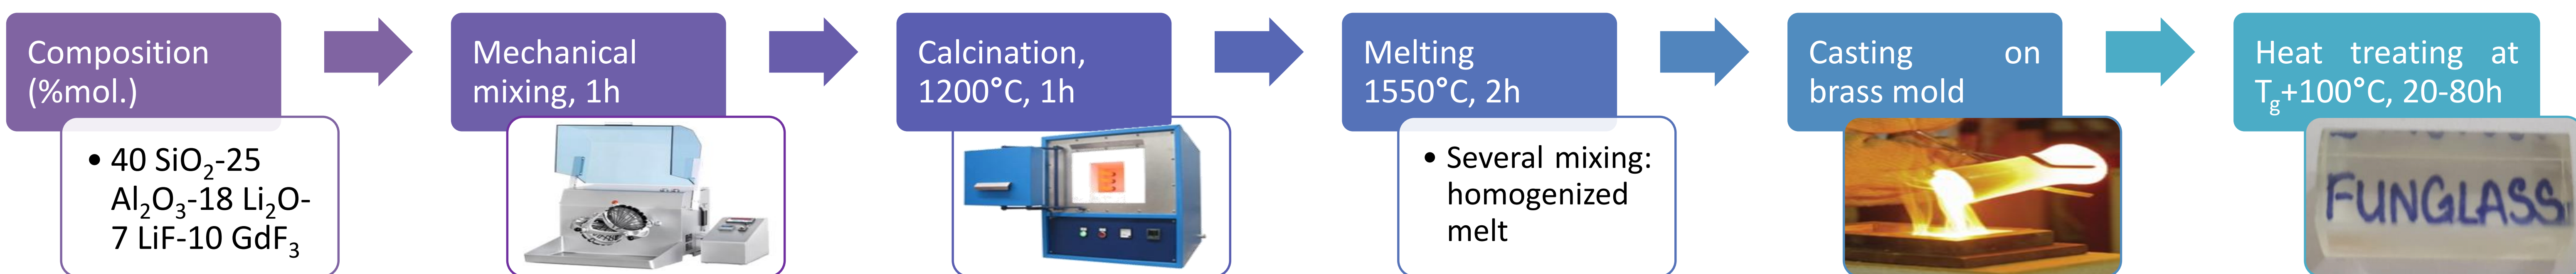 Composition
(%mol.)
• 40 SiO₂-25
Al₂O₃-18 Li₂O-
7 LiF-10 GdF₃
Mechanical
mixing, 1h
Calcination,
1200°C, 1h
Melting
1550°C, 2h
• Several mixing:
homogenized
melt
Casting on
brass mold
Heat treating at
Tg+100°C, 20-80h
FUNGLASS